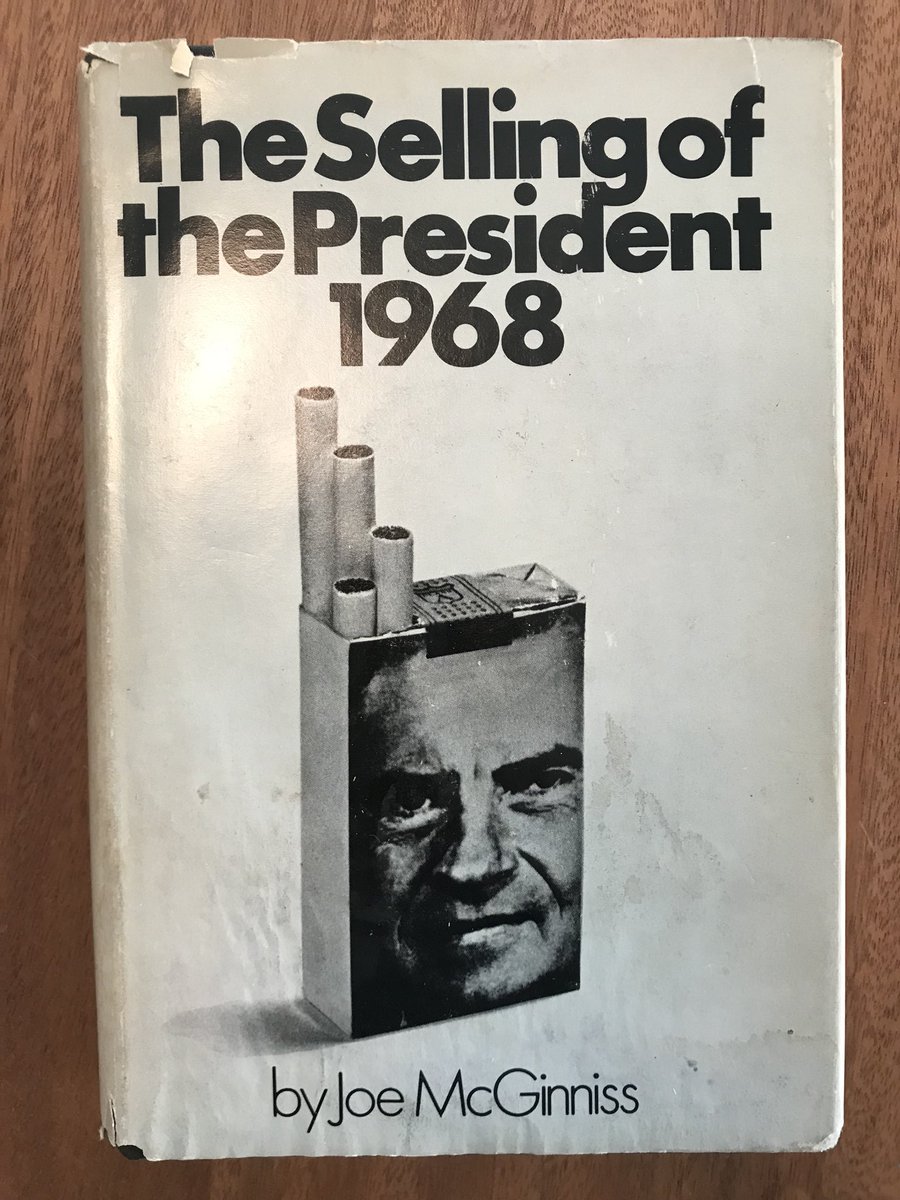 The Selling of
the President
1968
by Joe McGinniss